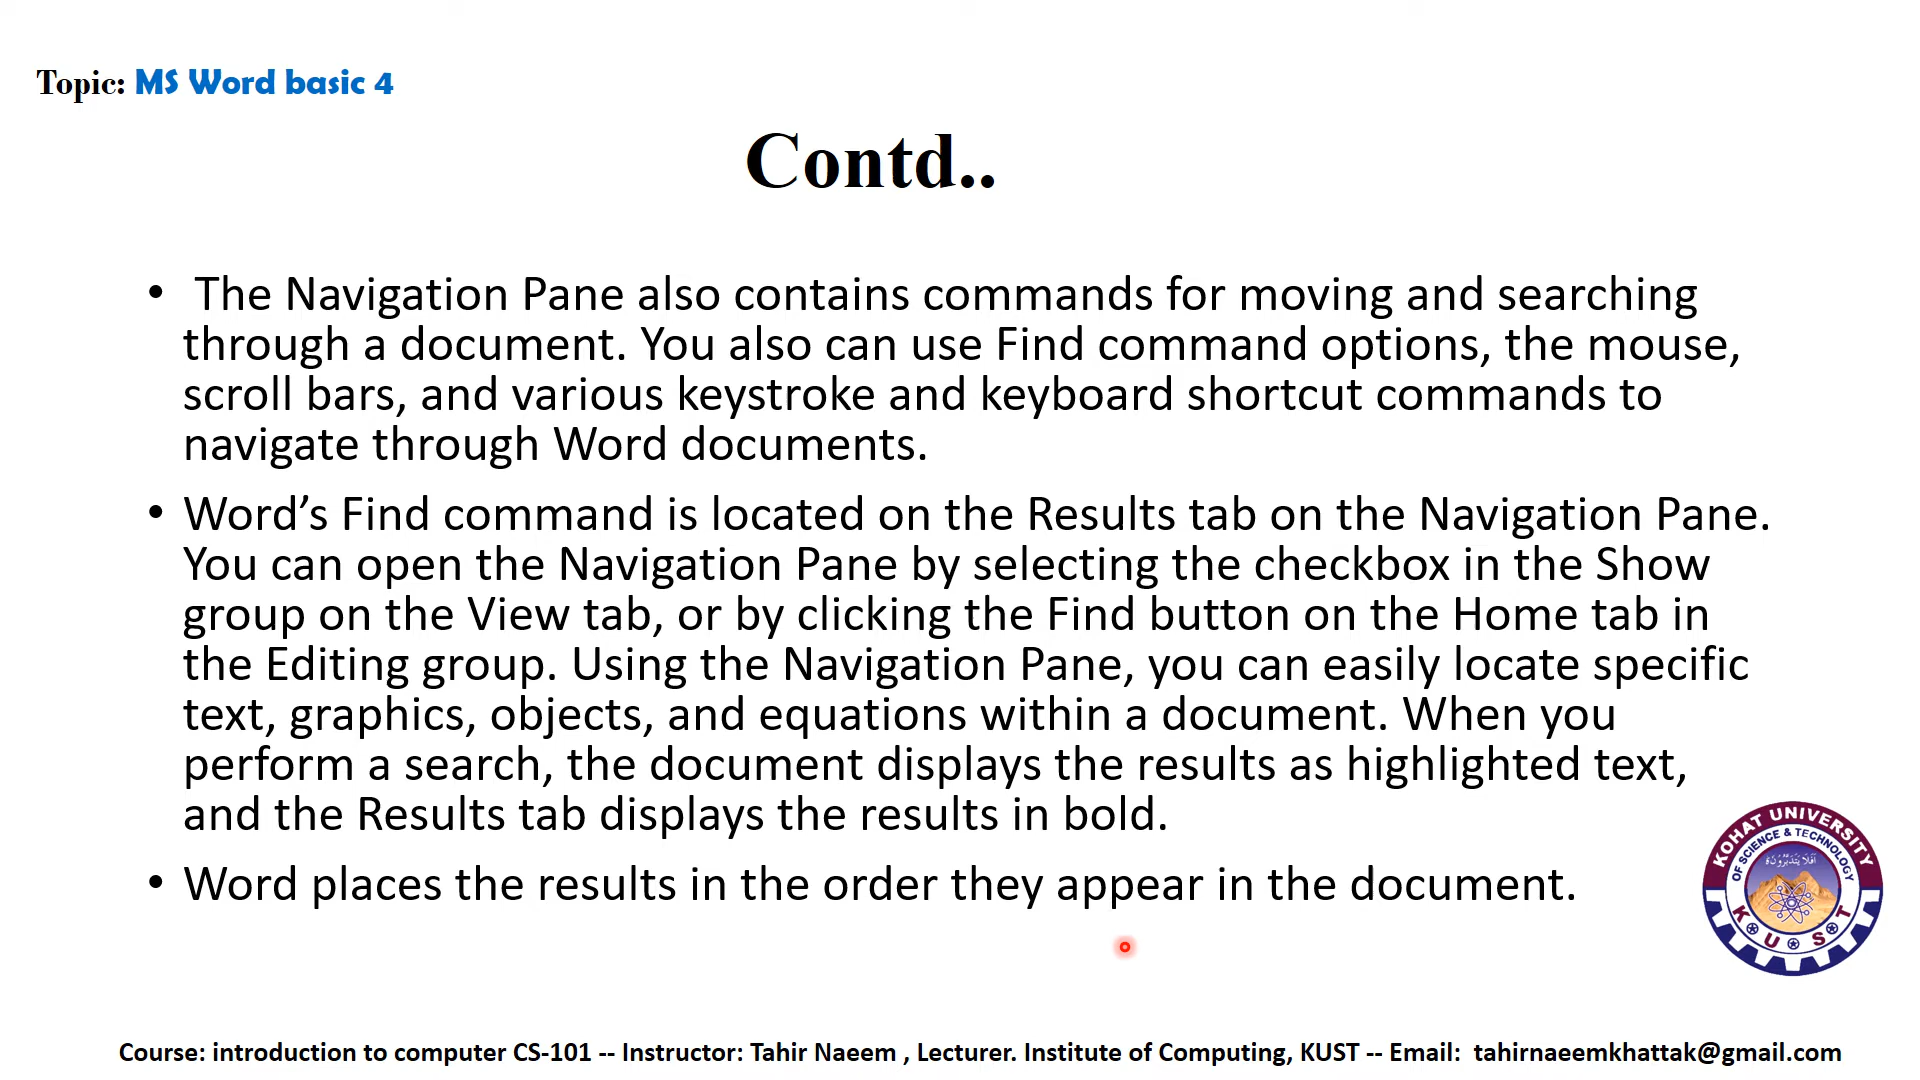 Topic: MS Word basic 4
Contd..
• The Navigation Pane also contains commands for moving and searching
through a document. You also can use Find command options, the mouse,
scroll bars, and various keystroke and keyboard shortcut commands to
navigate through Word documents.
• Word’s Find command is located on the Results tab on the Navigation Pane.
You can open the Navigation Pane by selecting the checkbox in the Show
group on the View tab, or by clicking the Find button on the Home tab in
the Editing group. Using the Navigation Pane, you can easily locate specific
text, graphics, objects, and equations within a document. When you
perform a search, the document displays the results as highlighted text,
and the Results tab displays the results in bold.
• Word places the results in the order they appear in the document.
KOHAT UNIVERSITY
OF SCIENCE & TECHNOLOGY
K U S T
Course: introduction to computer CS-101 -- Instructor: Tahir Naeem , Lecturer. Institute of Computing, KUST -- Email: tahirnaeemkhattak@gmail.com